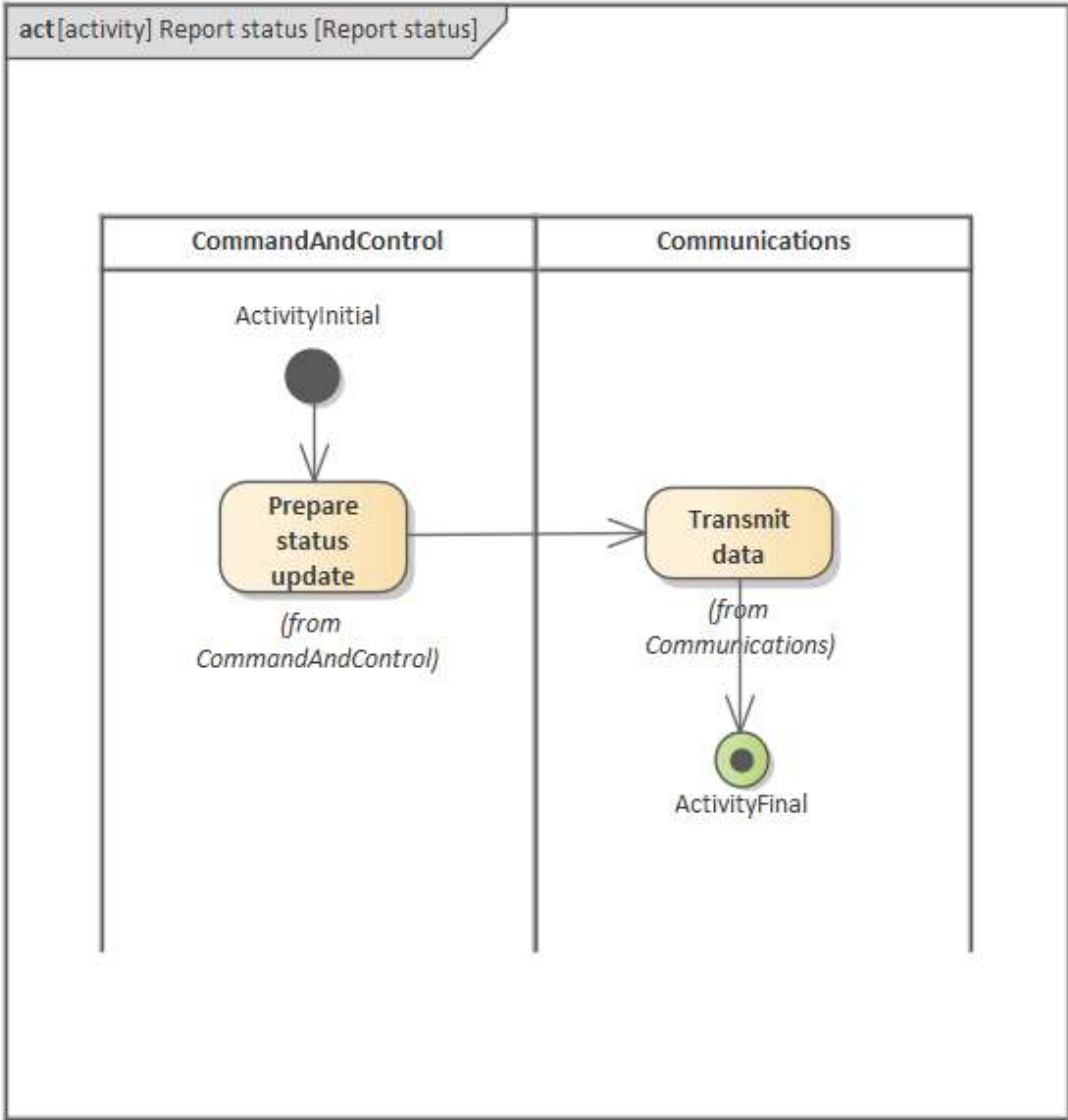 act [activity] Report status [Report status]
CommandAndControl
Communications
ActivityInitial
Prepare
status
update
(from
CommandAndControl)
Transmit
data
(from
Communications)
ActivityFinal